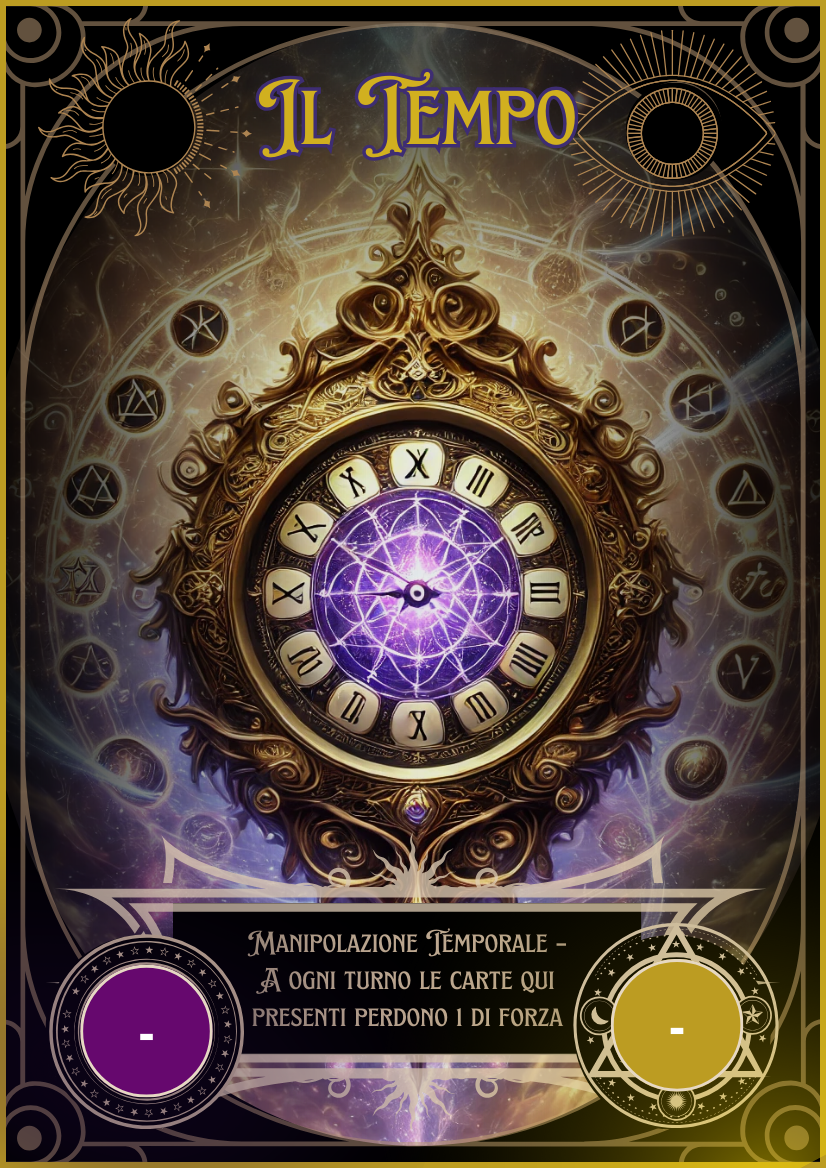 Il Tempo
Manipolazione Temporale -
A ogni turno le carte qui
presenti perdono 1 di forza
-
-